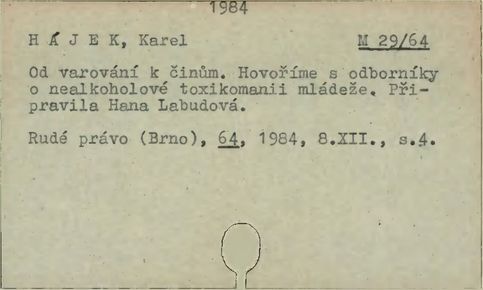 1984
H Á J E K, Karel M 29/64
Od varování k činům. Hovoříme s odborníky
o nealkoholové toxikomanii mládeže. Při-
pravila Hana Labudová.
Rudé právo (Brno), 64, 1984, 8.XII., s.4.